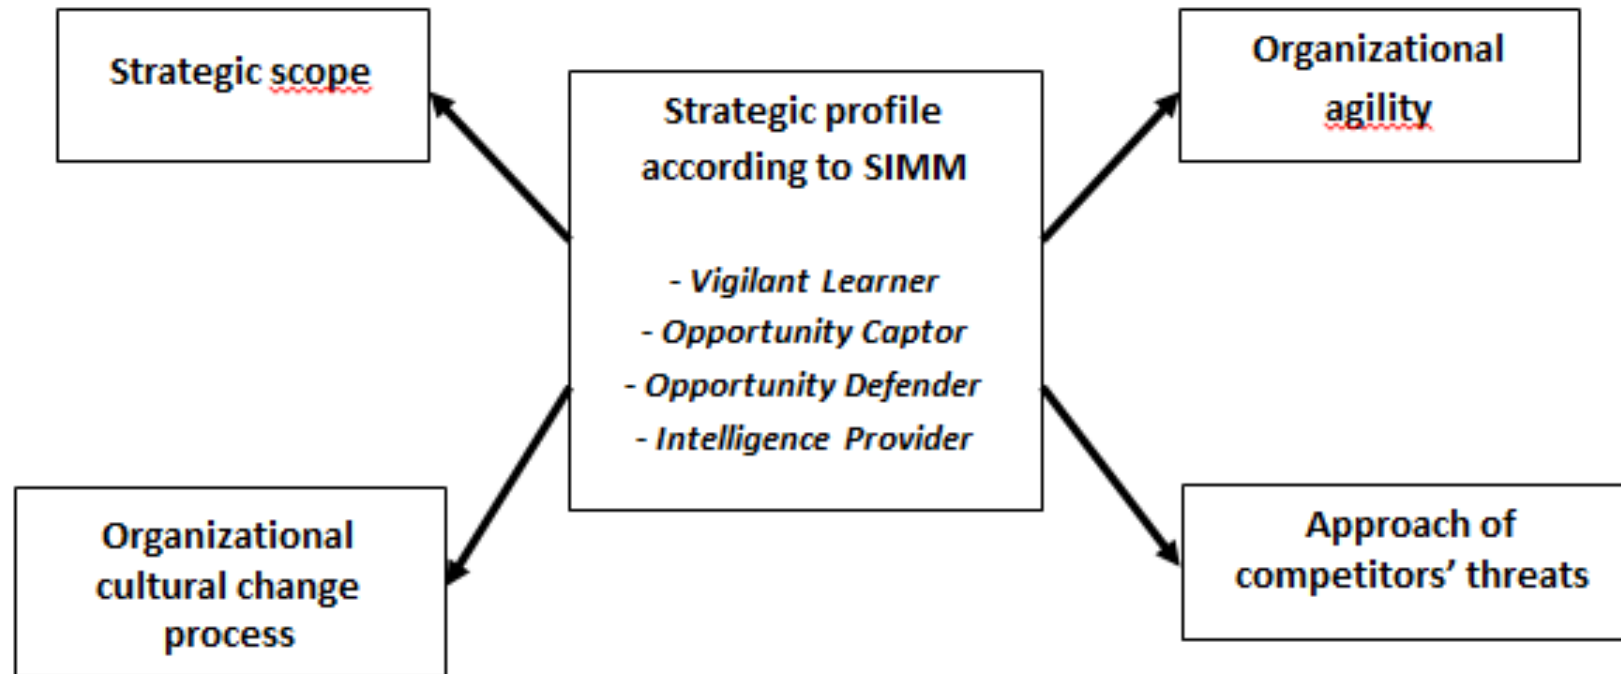 Strategic scope
Organizational
agility
Strategic profile
according to SIMM
- Vigilant Learner
- Opportunity Captor
- Opportunity Defender
- Intelligence Provider
Organizational
cultural change
process
Approach of
competitors’ threats